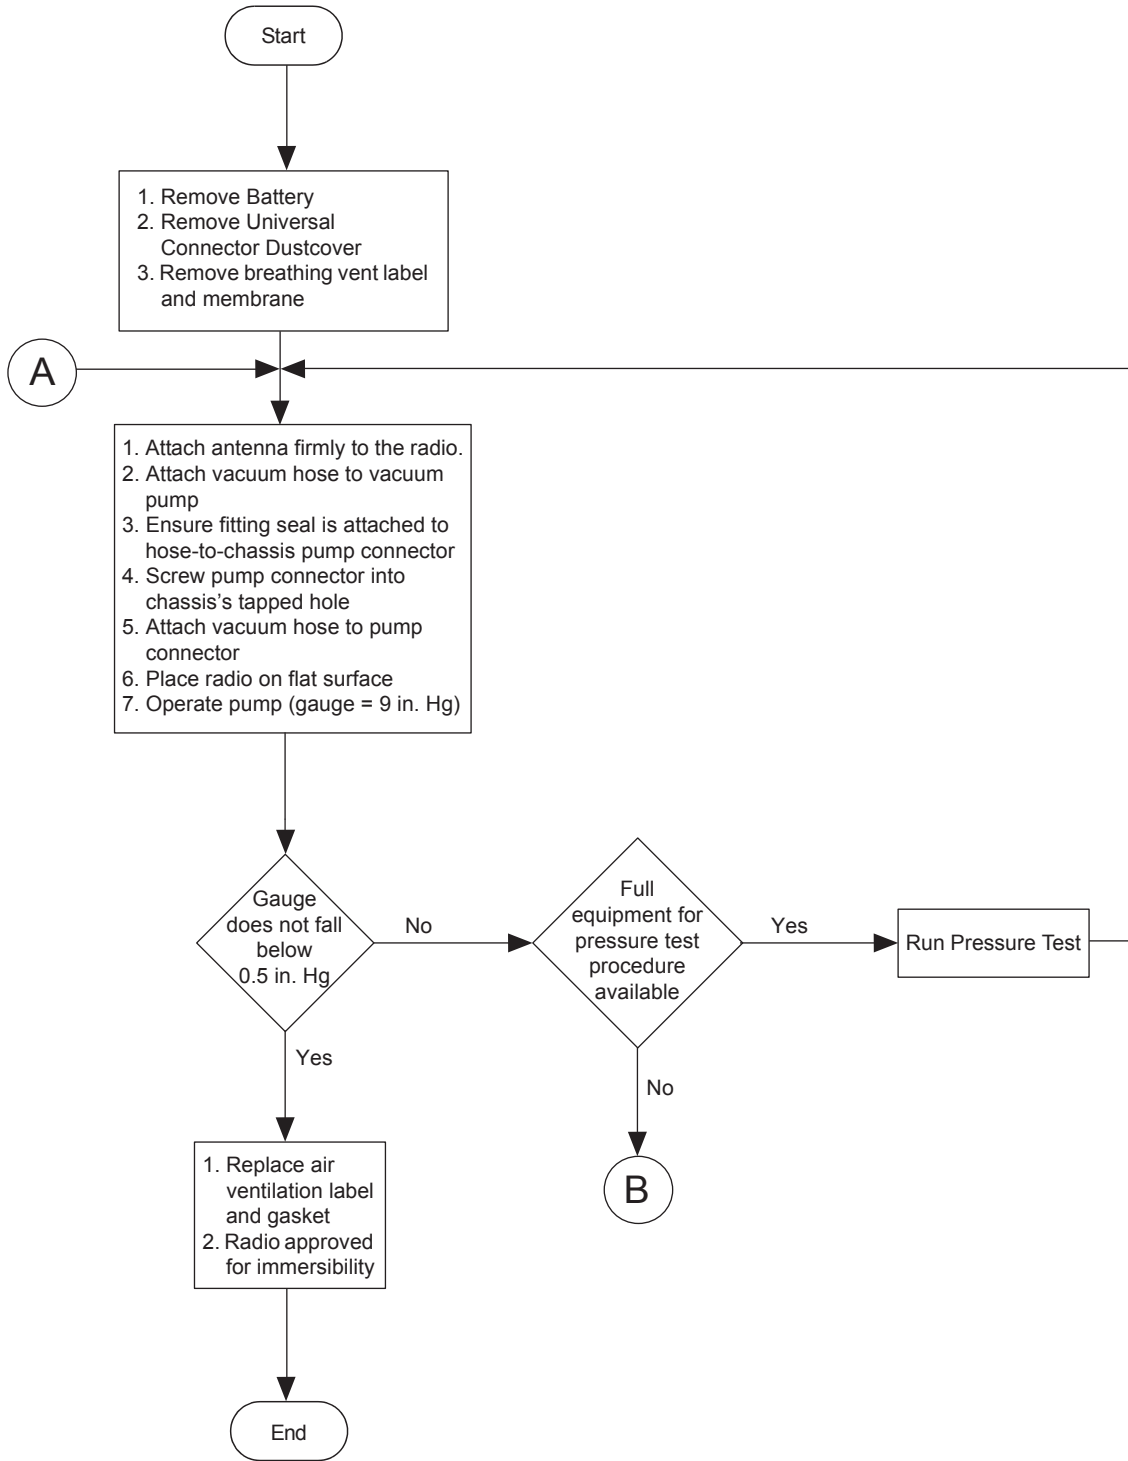 Start
1. Remove Battery
2. Remove Universal
Connector Dustcover
3. Remove breathing vent label
and membrane
A
1. Attach antenna firmly to the radio.
2. Attach vacuum hose to vacuum
pump
3. Ensure fitting seal is attached to
hose-to-chassis pump connector
4. Screw pump connector into
chassis's tapped hole
5. Attach vacuum hose to pump
connector
6. Place radio on flat surface
7. Operate pump (gauge = 9 in. Hg)
Gauge
does not fall
below
0.5 in. Hg
No
Full
equipment for
pressure test
procedure
available
Yes
Run Pressure Test
Yes
No
B
1. Replace air
ventilation label
and gasket
2. Radio approved
for immersibility
End